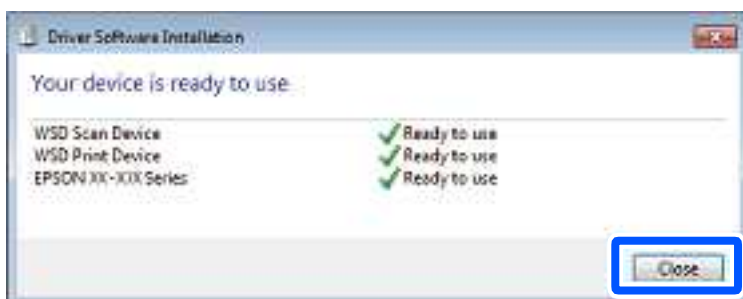 Driver Software Installation
Your device is ready to use
WSD Scan Device Ready to use
WSD Print Device Ready to use
EPSON XX-XXX Series Ready to use
Close